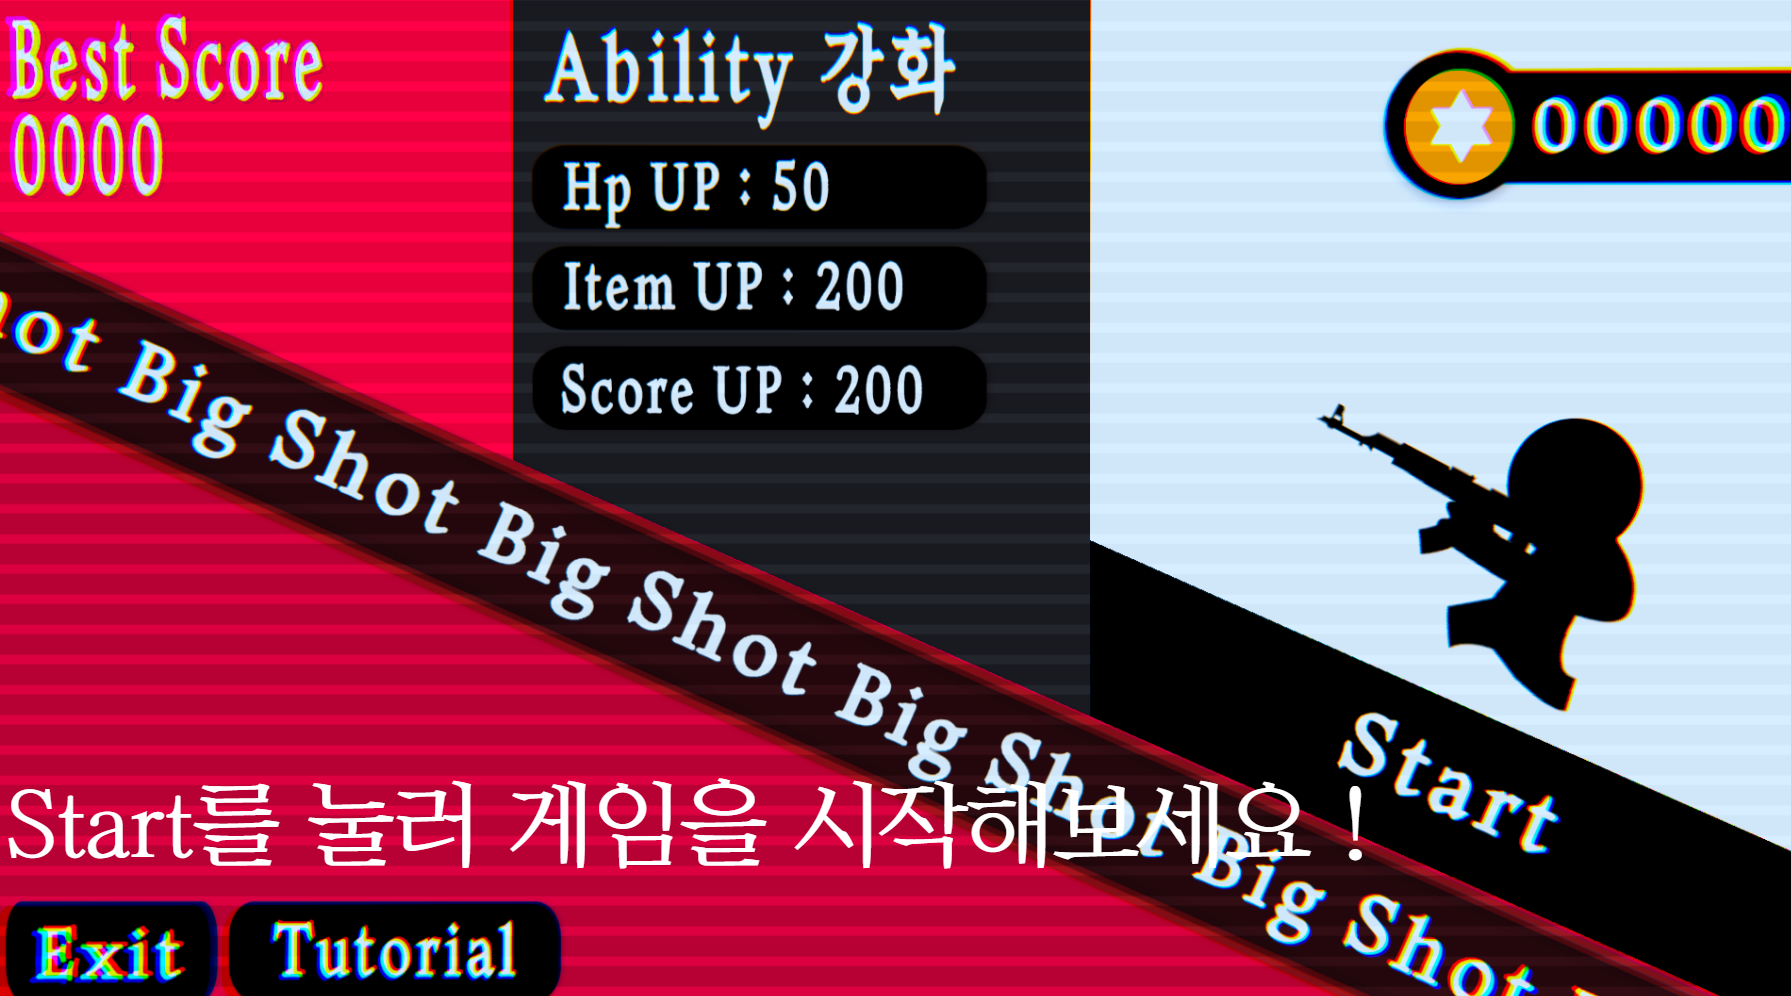 Best Score
0000
Ability 강화
Hp UP : 50
Item UP : 200
Score UP : 200
00000
hot Big Shot Big Shot Big Shot Big Shot
Start
Start를 눌러 게임을 시작해보세요 !
Exit
Tutorial